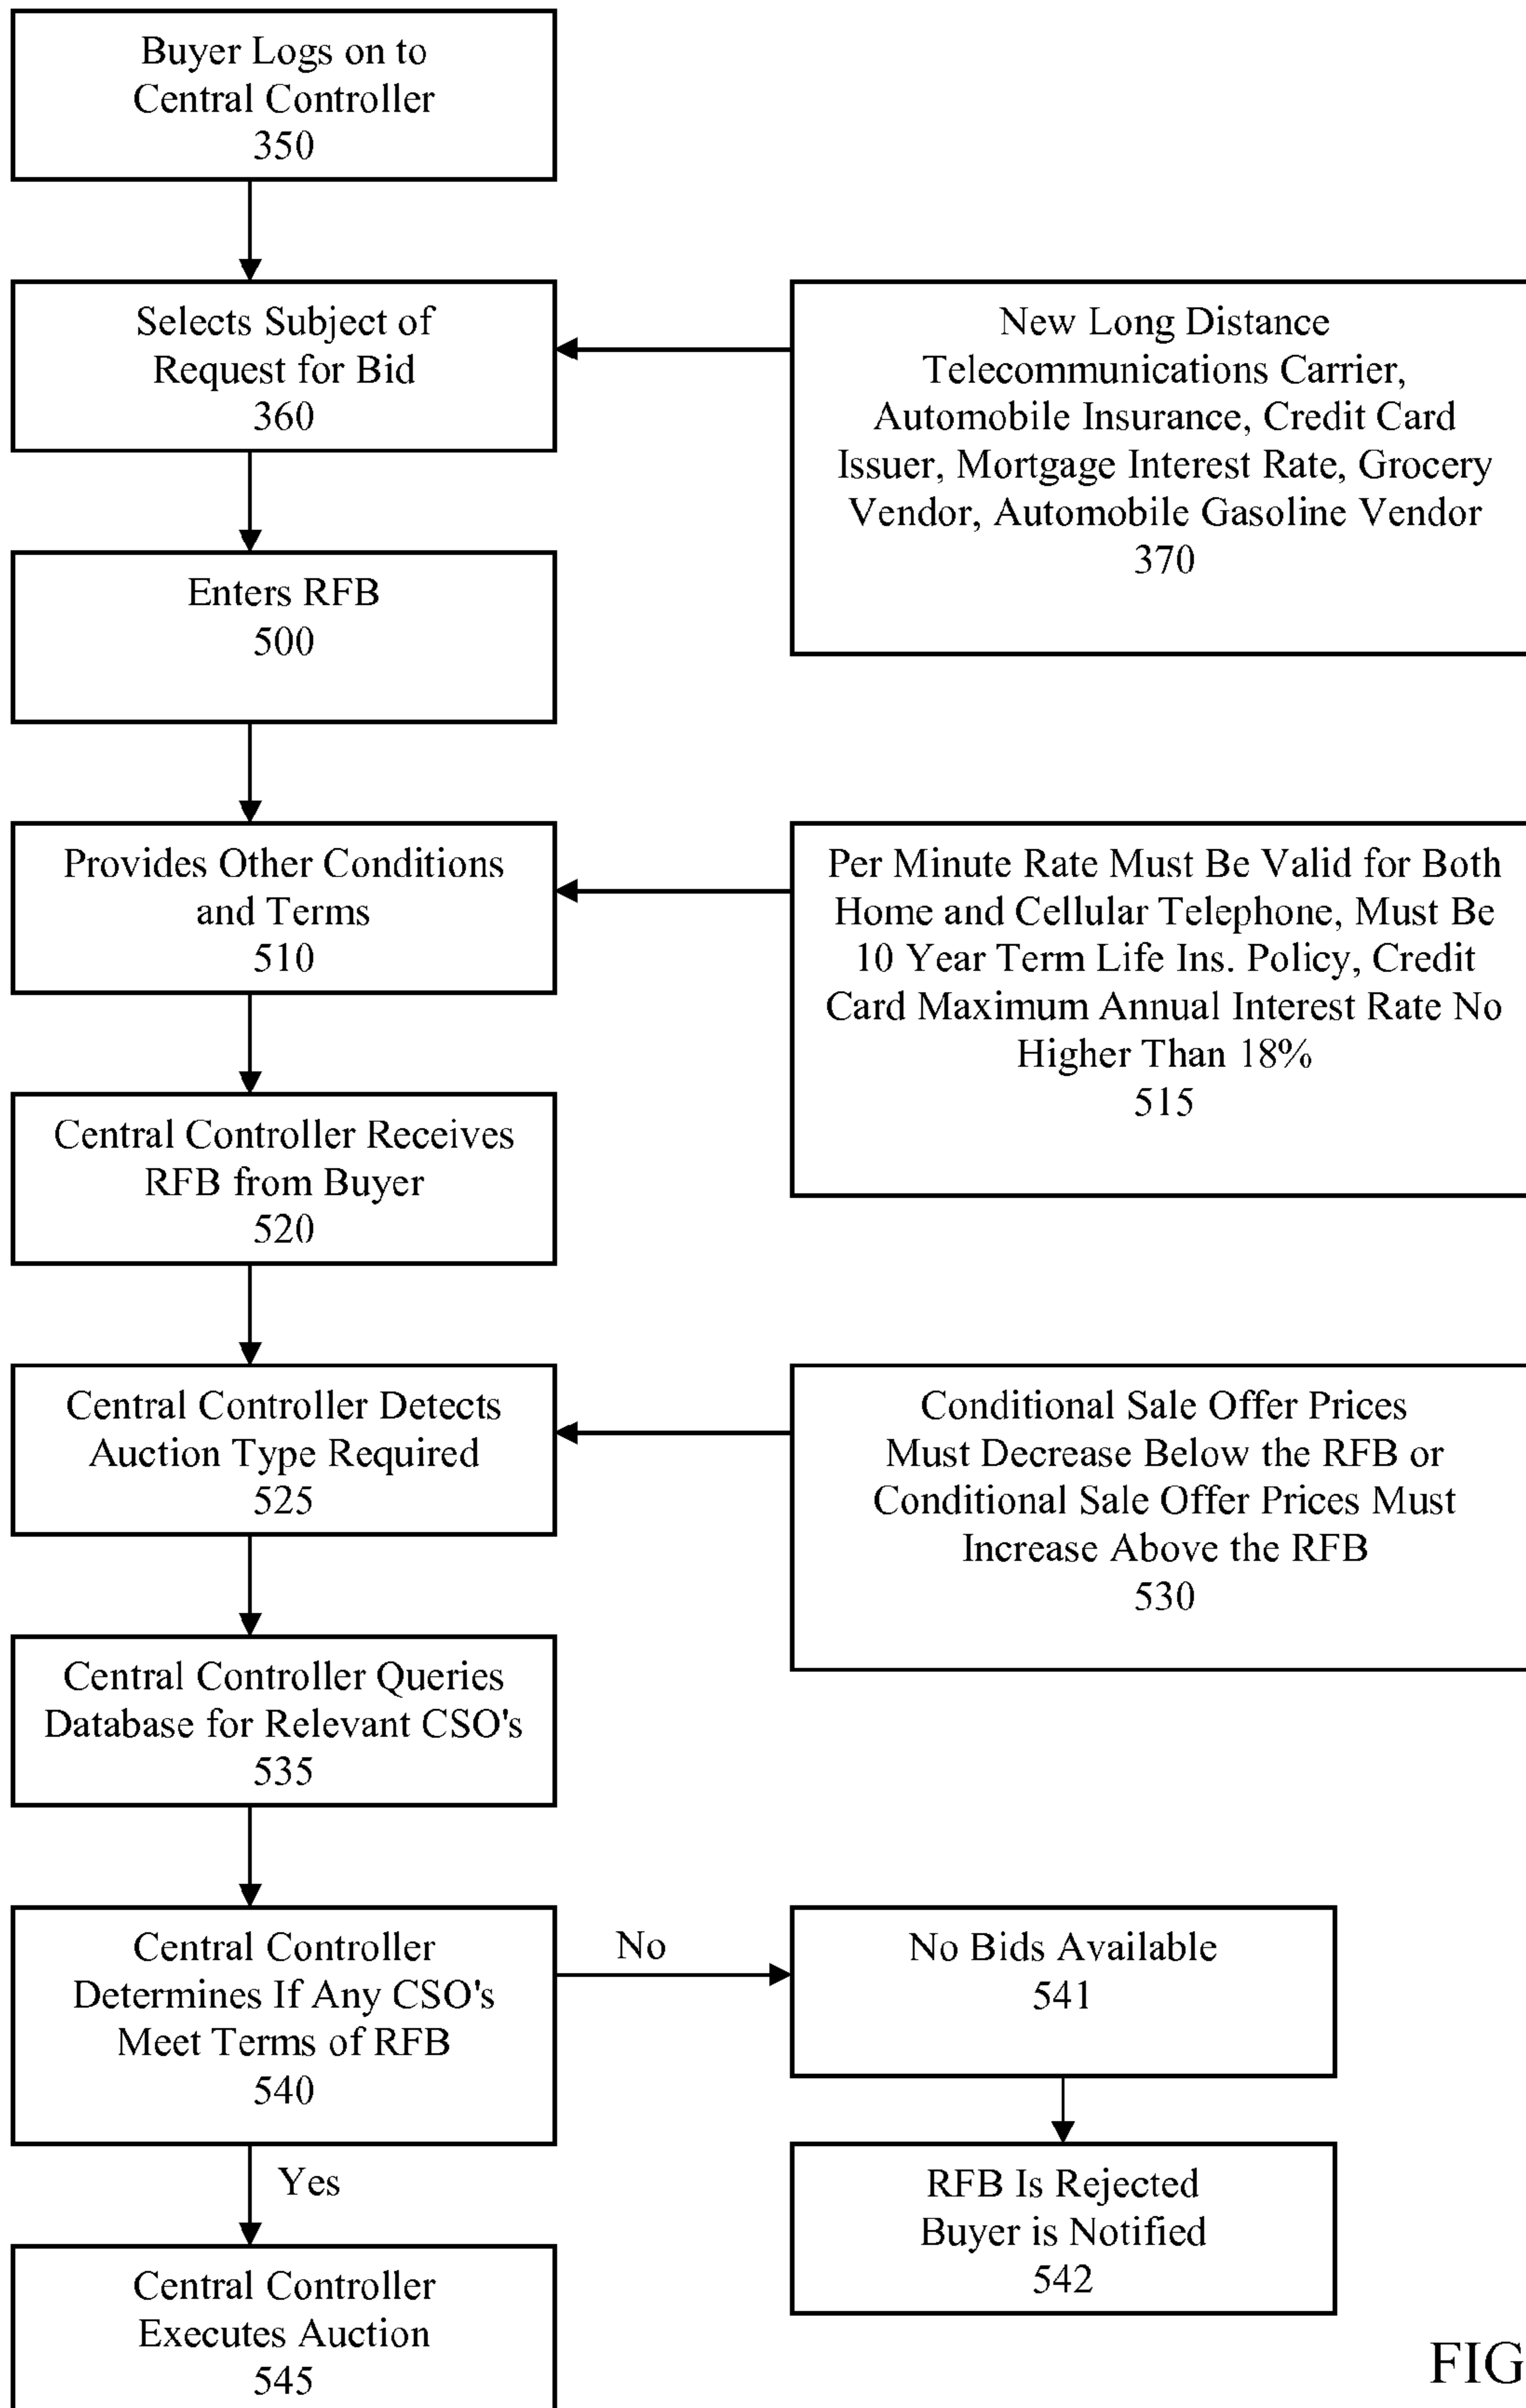 Buyer Logs on to
Central Controller
350
Selects Subject of
Request for Bid
360
New Long Distance
Telecommunications Carrier,
Automobile Insurance, Credit Card
Issuer, Mortgage Interest Rate, Grocery
Vendor, Automobile Gasoline Vendor
370
Enters RFB
500
Provides Other Conditions
and Terms
510
Per Minute Rate Must Be Valid for Both
Home and Cellular Telephone, Must Be
10 Year Term Life Ins. Policy, Credit
Card Maximum Annual Interest Rate No
Higher Than 18%
515
Central Controller Receives
RFB from Buyer
520
Central Controller Detects
Auction Type Required
525
Conditional Sale Offer Prices
Must Decrease Below the RFB or
Conditional Sale Offer Prices Must
Increase Above the RFB
530
Central Controller Queries
Database for Relevant CSO's
535
Central Controller
Determines If Any CSO's
Meet Terms of RFB
540
No
No Bids Available
541
Yes
RFB Is Rejected
Buyer is Notified
542
Central Controller
Executes Auction
545
FIG